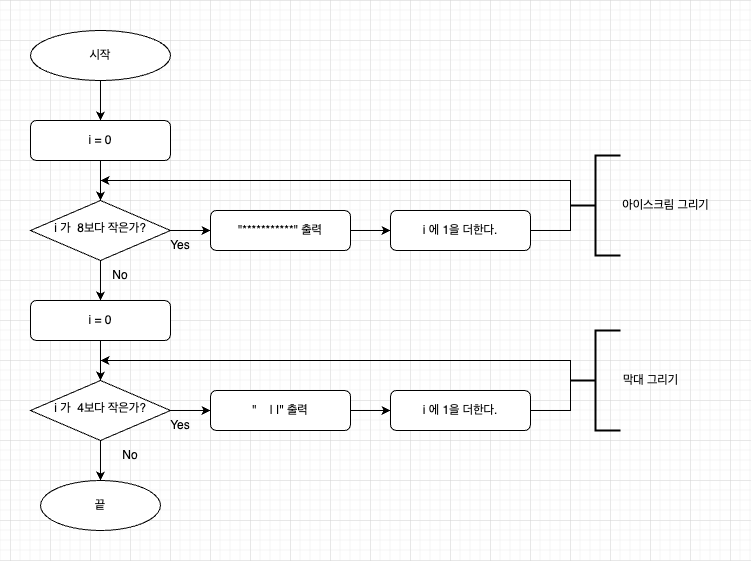 시작
i = 0
i 가 8보다 작은가?
Yes
"***********" 출력
i 에 1을 더한다.
아이스크림 그리기
No
i = 0
i 가 4보다 작은가?
Yes
"    | |" 출력
i 에 1을 더한다.
막대 그리기
No
끝